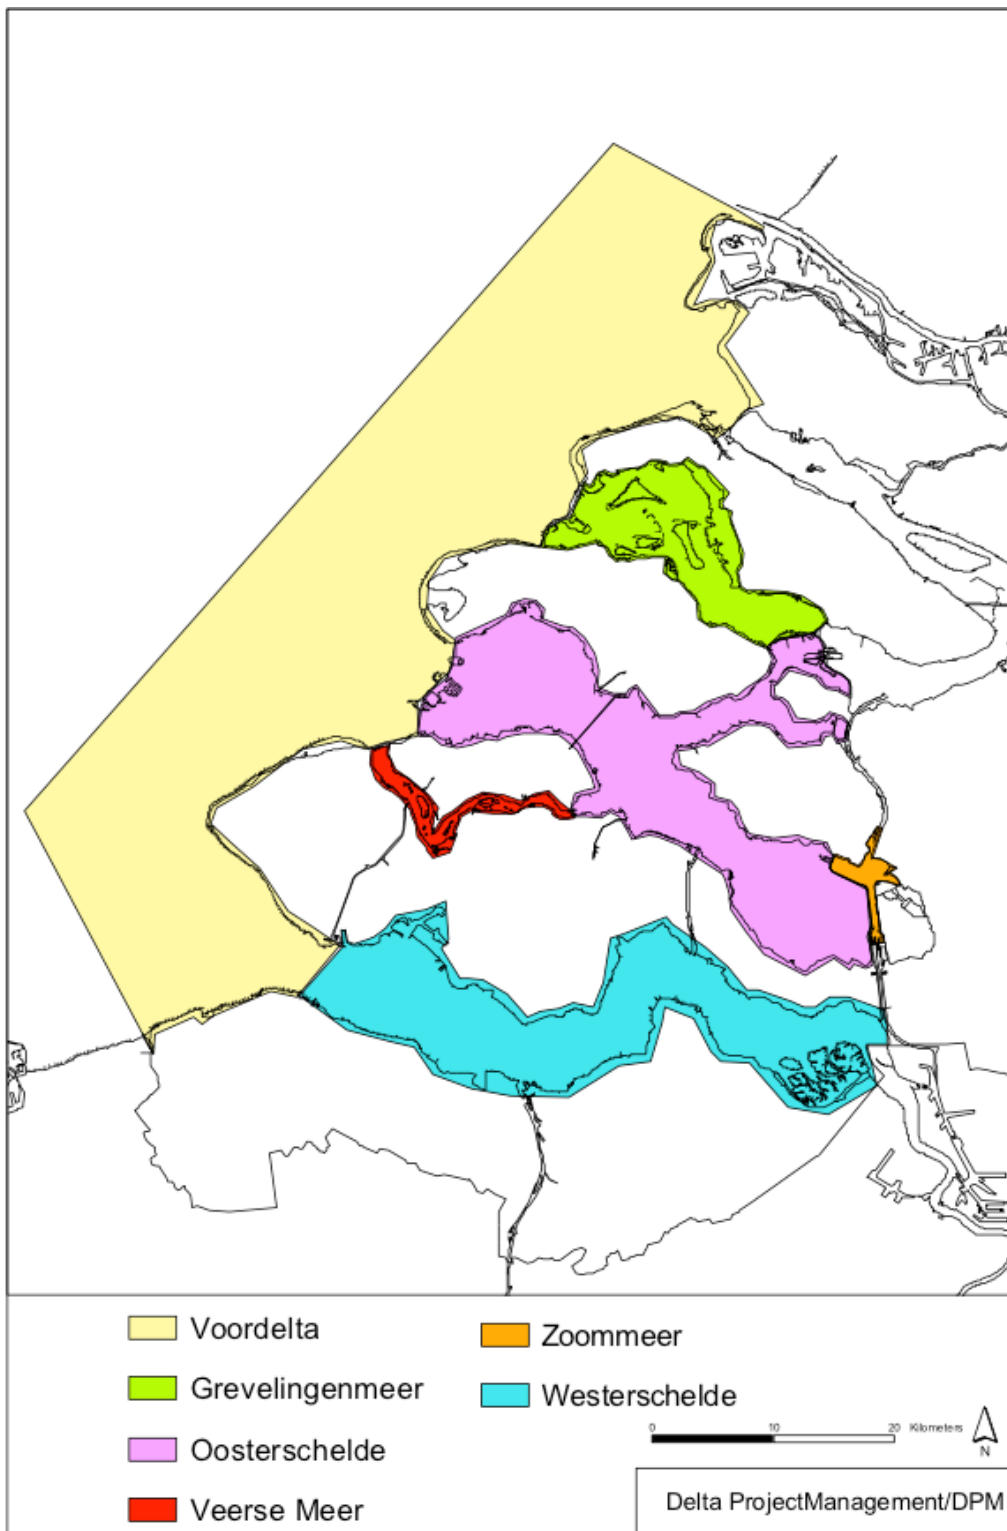 Voordelta
Grevelingenmeer
Oosterschelde
Veerse Meer
Zoommeer
Westerschelde
0 10 20 Kilometers
N
Delta ProjectManagement/DPM